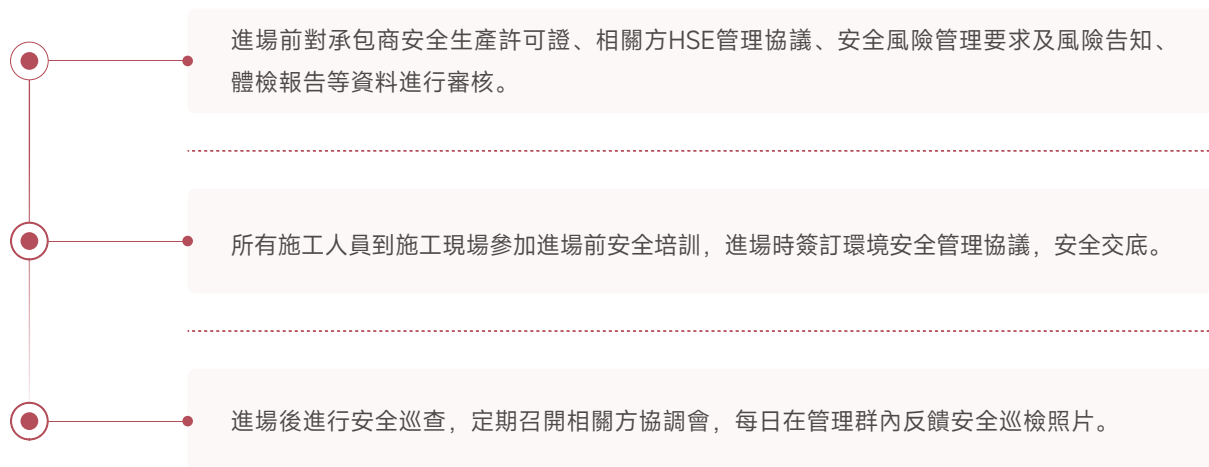 進場前對承包商安全生產許可證、相關方HSE管理協議、安全風險管理要求及風險告知、
體檢報告等資料進行審核。
所有施工人員到施工現場參加進場前安全培訓，進場時簽訂環境安全管理協議，安全交底。
進場後進行安全巡查，定期召開相關方協調會，每日在管理群內反饋安全巡檢照片。